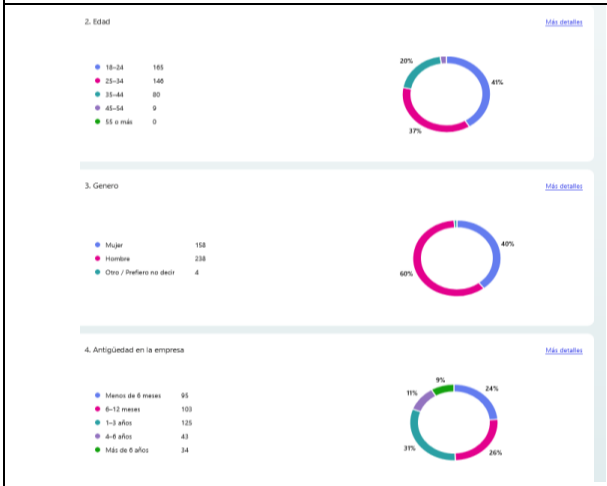 2. Edad
Más detalles
18-24 165
25-34 146
35-44 80
45-54 9
55 o más 0
20%
41%
37%
3. Genero
Más detalles
Mujer 158
Hombre 238
Otro / Prefiero no decir 4
40%
60%
4. Antigüedad en la empresa
Más detalles
Menos de 6 meses 95
6-12 meses 103
1-3 años 125
4-6 años 43
Más de 6 años 34
9%
11%
24%
31%
26%